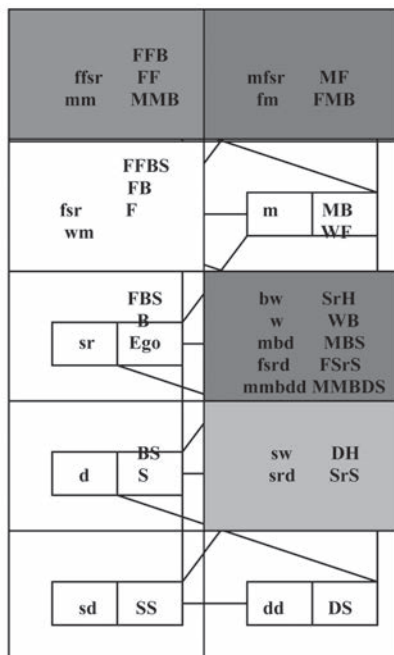 FFB
ffsr FF
mm MMB
mfsr MF
fm FMB
FFBS
FB
fsr F
wm
m MB
WF
FBS
B
sr Ego
bw SrH
w WB
mbd MBS
fsrd FSrS
mmbdd MMBDS
BS
d S
sw DH
srd SrS
sd SS
dd DS